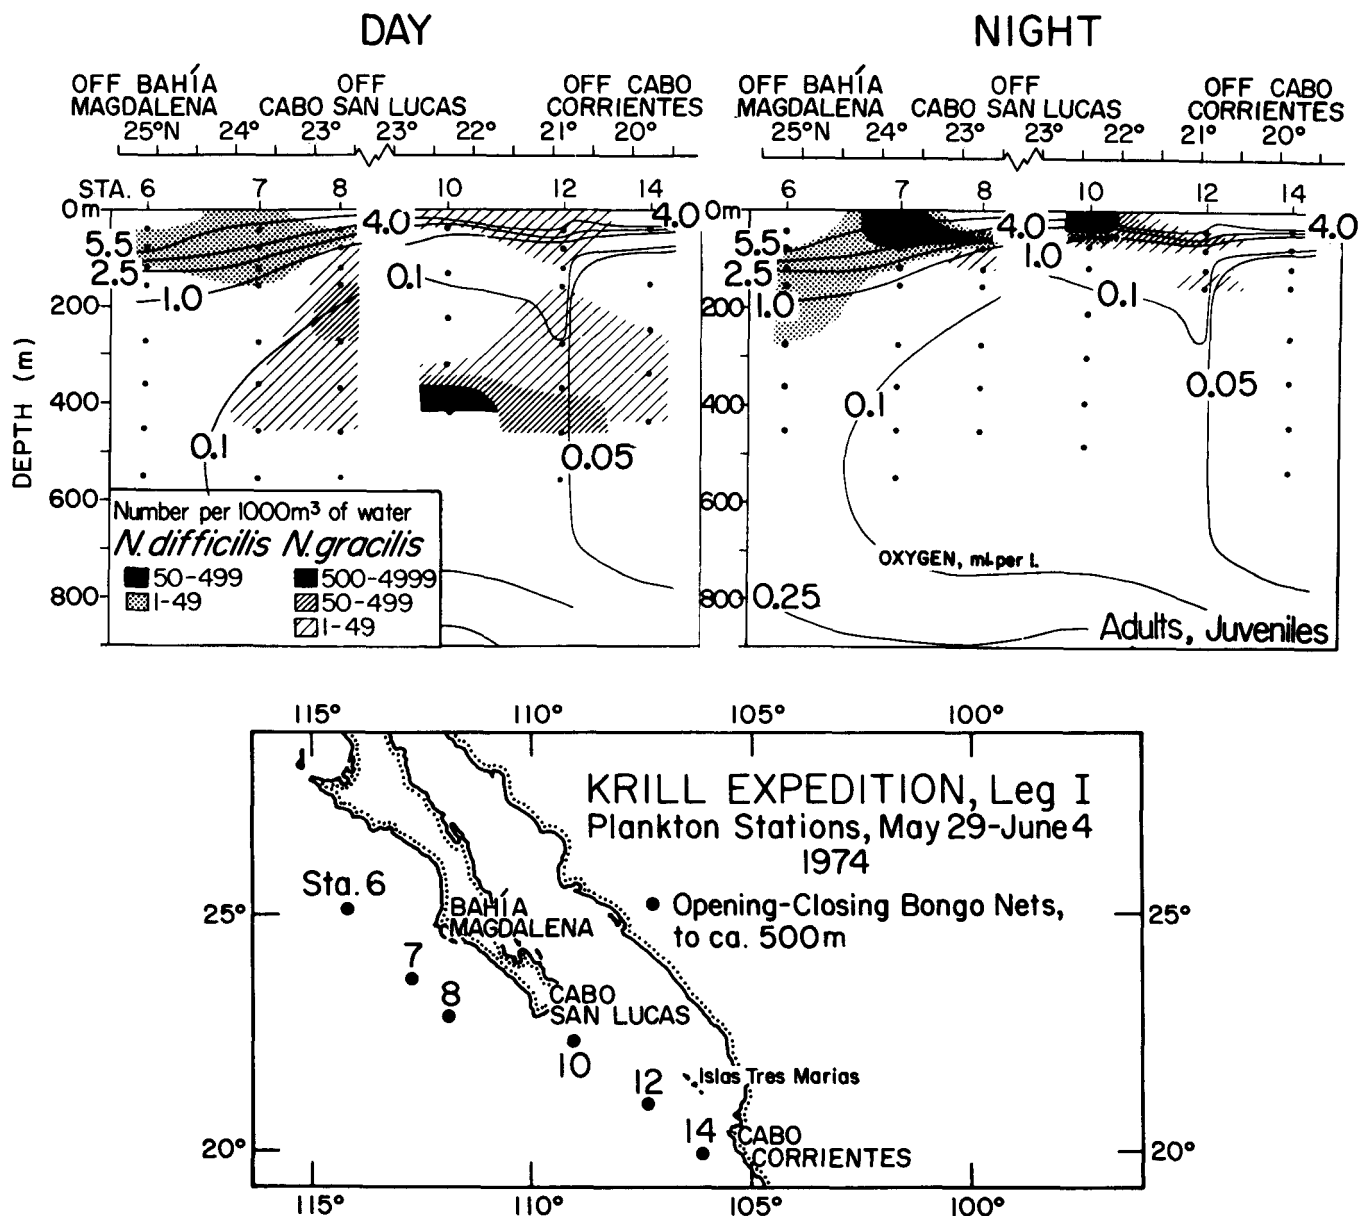 DAY
NIGHT
OFF BAHÍA
MAGDALENA
OFF
CABO SAN LUCAS
OFF CABO
CORRIENTES
25°N 24° 23° 23° 22° 21° 20°
STA. 6 7 8 10 12 14
OFF BAHÍA
MAGDALENA
OFF
CABO SAN LUCAS
OFF CABO
CORRIENTES
25°N 24° 23° 22° 21° 20°
6 7 8 10 12 14
0m
200
400
600
800
DEPTH (m)
5.5
2.5
1.0
4.0
4.0
0.1
0.1
0.05
Number per 1000m³ of water
N. difficilis N. gracilis
50-499 500-4999
1-49 50-499
1-49
0m
200
400
600
800
5.5
2.5
1.0
4.0
4.0
1.0
0.1
0.1
0.05
OXYGEN, ml. per l.
0.25
Adults, Juveniles
115° 110° 105° 100°
KRILL EXPEDITION, Leg I
Plankton Stations, May 29-June 4
1974
Opening-Closing Bongo Nets,
to ca. 500m
Sta. 6
7
8
10
12
14
BAHÍA
MAGDALENA
CABO
SAN LUCAS
Islas Tres Marias
CABO
CORRIENTES
25° 25°
20° 20°
115° 110° 105° 100°